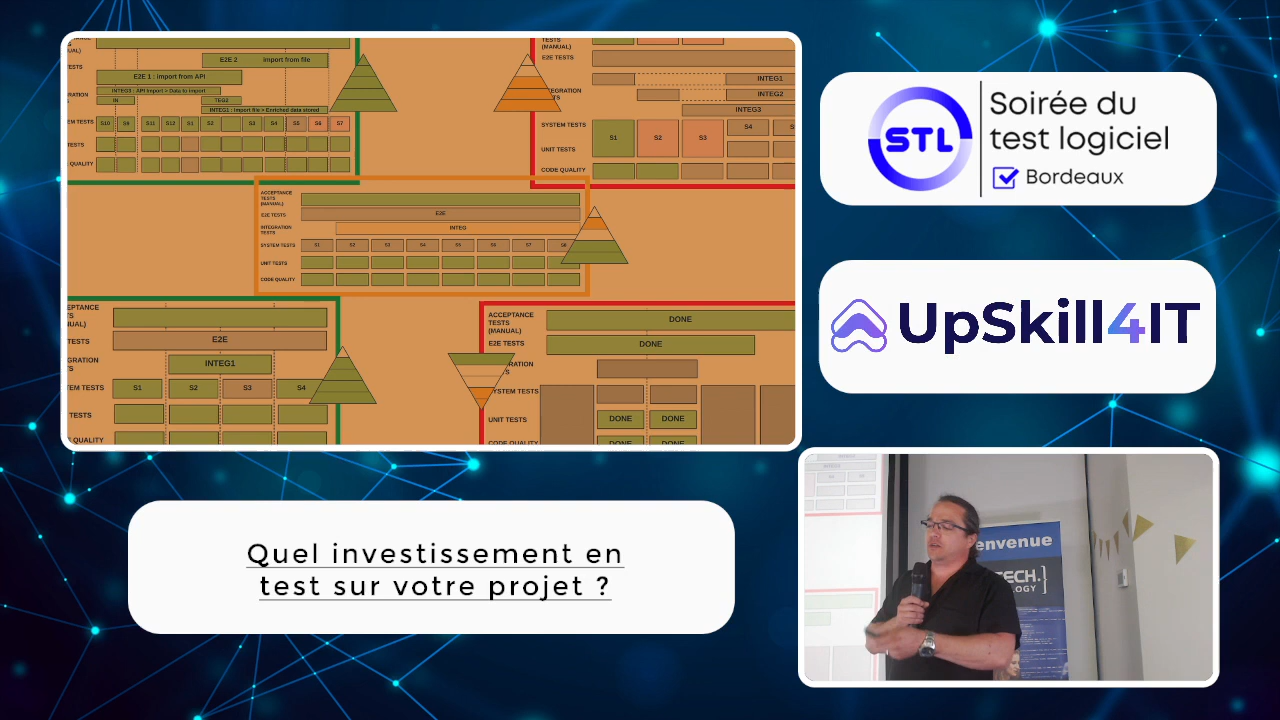 E2E 2 Import from file
E2E 1 : import from API
INTEG3 : API Import > Data to import
IN
TEG2
INTEG1 : Import file > Enriched data stored
S10 S9 S11 S12 S1 S2 S3 S4 S5 S6 S7
(MANUAL)
E2E TESTS
INTEG1
INTEG2
INTEG3
SYSTEM TESTS
S1 S2 S3 S4
UNIT TESTS
CODE QUALITY
ACCEPTANCE
TESTS
(MANUAL)
E2E TESTS
E2E
INTEGRATION
TESTS
INTEG
SYSTEM TESTS
S1 S2 S3 S4 S5 S6 S7 S8
UNIT TESTS
CODE QUALITY
E2E
INTEG1
S1 S2 S3 S4
TESTS
QUALITY
ACCEPTANCE
TESTS
(MANUAL)
DONE
E2E TESTS
DONE
SYSTEM TESTS
UNIT TESTS
DONE DONE
CODE QUALITY
DONE DONE
STL
Soirée du
test logiciel
Bordeaux
UpSkill4IT
envenue
ECH.}
OGY
Quel investissement en
test sur votre projet ?